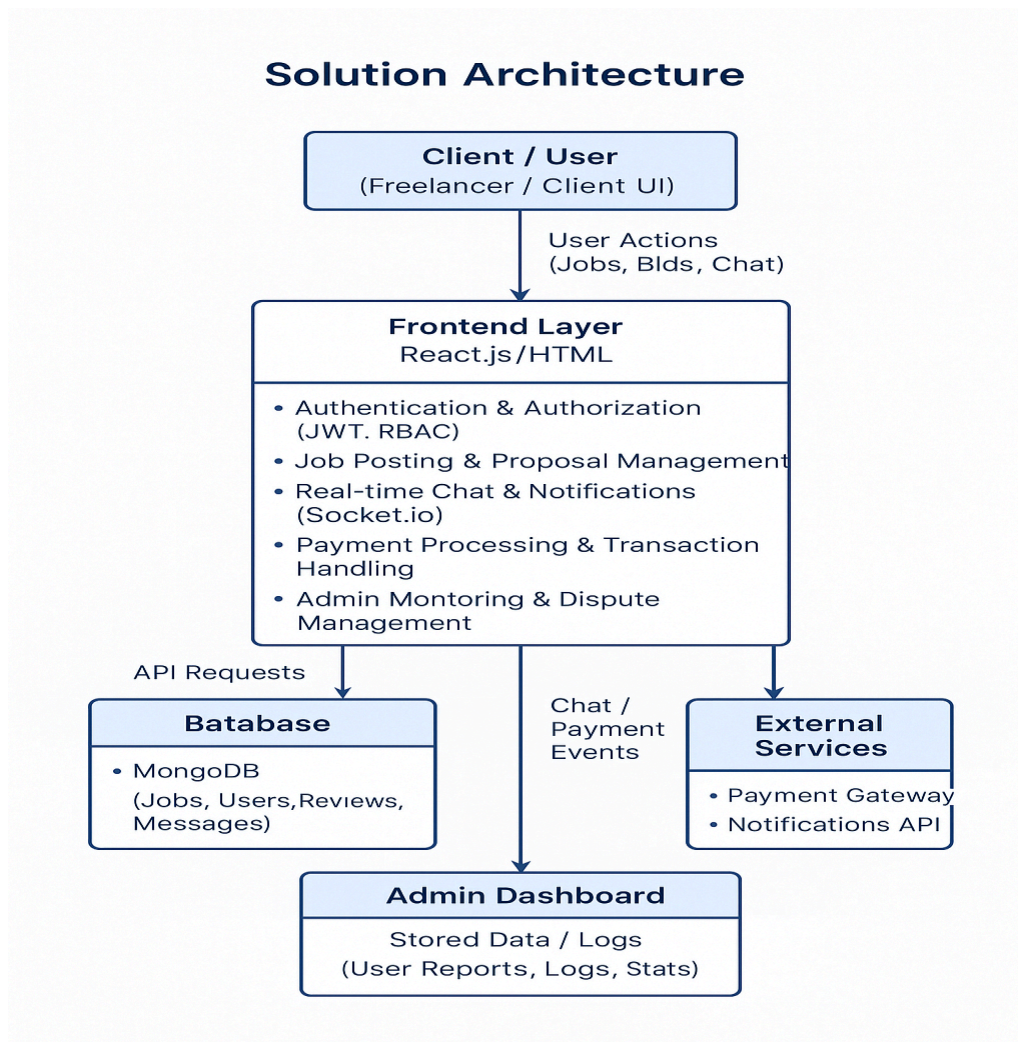 Solution Architecture
Client / User
(Freelancer / Client UI)
User Actions
(Jobs, Blds, Chat)
Frontend Layer
React.js/HTML
• Authentication & Authorization
(JWT. RBAC)
• Job Posting & Proposal Management
• Real-time Chat & Notifications
(Socket.io)
• Payment Processing & Transaction
Handling
• Admin Montoring & Dispute
Management
API Requests
Batabase
• MongoDB
(Jobs, Users,Reviews,
Messages)
Chat /
Payment
Events
External
Services
• Payment Gateway
• Notifications API
Admin Dashboard
Stored Data / Logs
(User Reports, Logs, Stats)